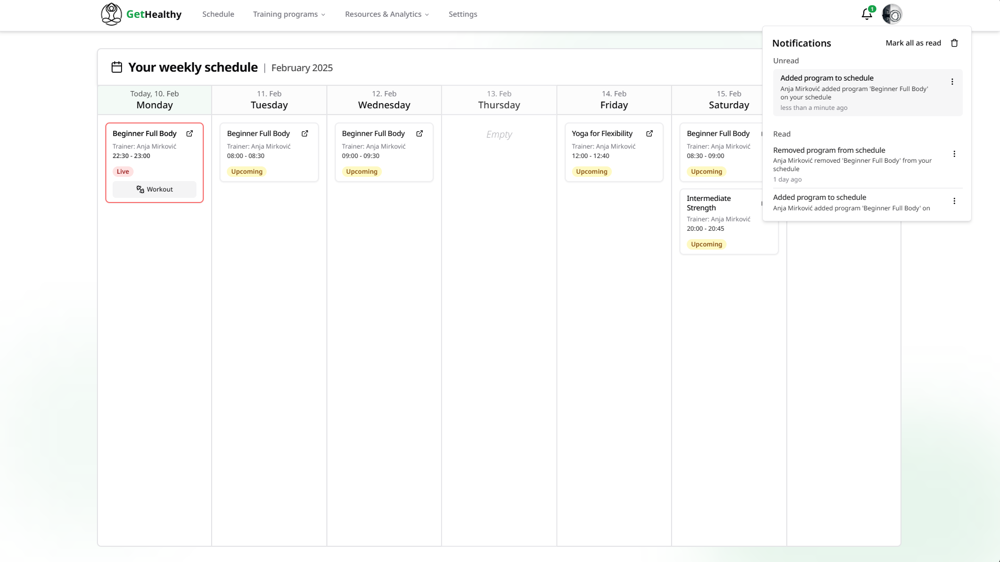 GetHealthy
Schedule
Training programs
Resources & Analytics
Settings
1
Your weekly schedule | February 2025
Today, 10. Feb
Monday
Beginner Full Body
Trainer: Anja Mirković
22:30 - 23:00
Live
Workout
11. Feb
Tuesday
Beginner Full Body
Trainer: Anja Mirković
08:00 - 08:30
Upcoming
12. Feb
Wednesday
Beginner Full Body
Trainer: Anja Mirković
09:00 - 09:30
Upcoming
13. Feb
Thursday
Empty
14. Feb
Friday
Yoga for Flexibility
Trainer: Anja Mirković
12:00 - 12:40
Upcoming
15. Feb
Saturday
Beginner Full Body
Trainer: Anja Mirković
08:30 - 09:00
Upcoming
Intermediate
Strength
Trainer: Anja Mirković
20:00 - 20:45
Upcoming
Notifications
Mark all as read
Unread
Added program to schedule
Anja Mirković added program 'Beginner Full Body'
on your schedule
less than a minute ago
Read
Removed program from schedule
Anja Mirković removed 'Beginner Full Body' from your
schedule
1 day ago
Added program to schedule
Anja Mirković added program 'Beginner Full Body' on